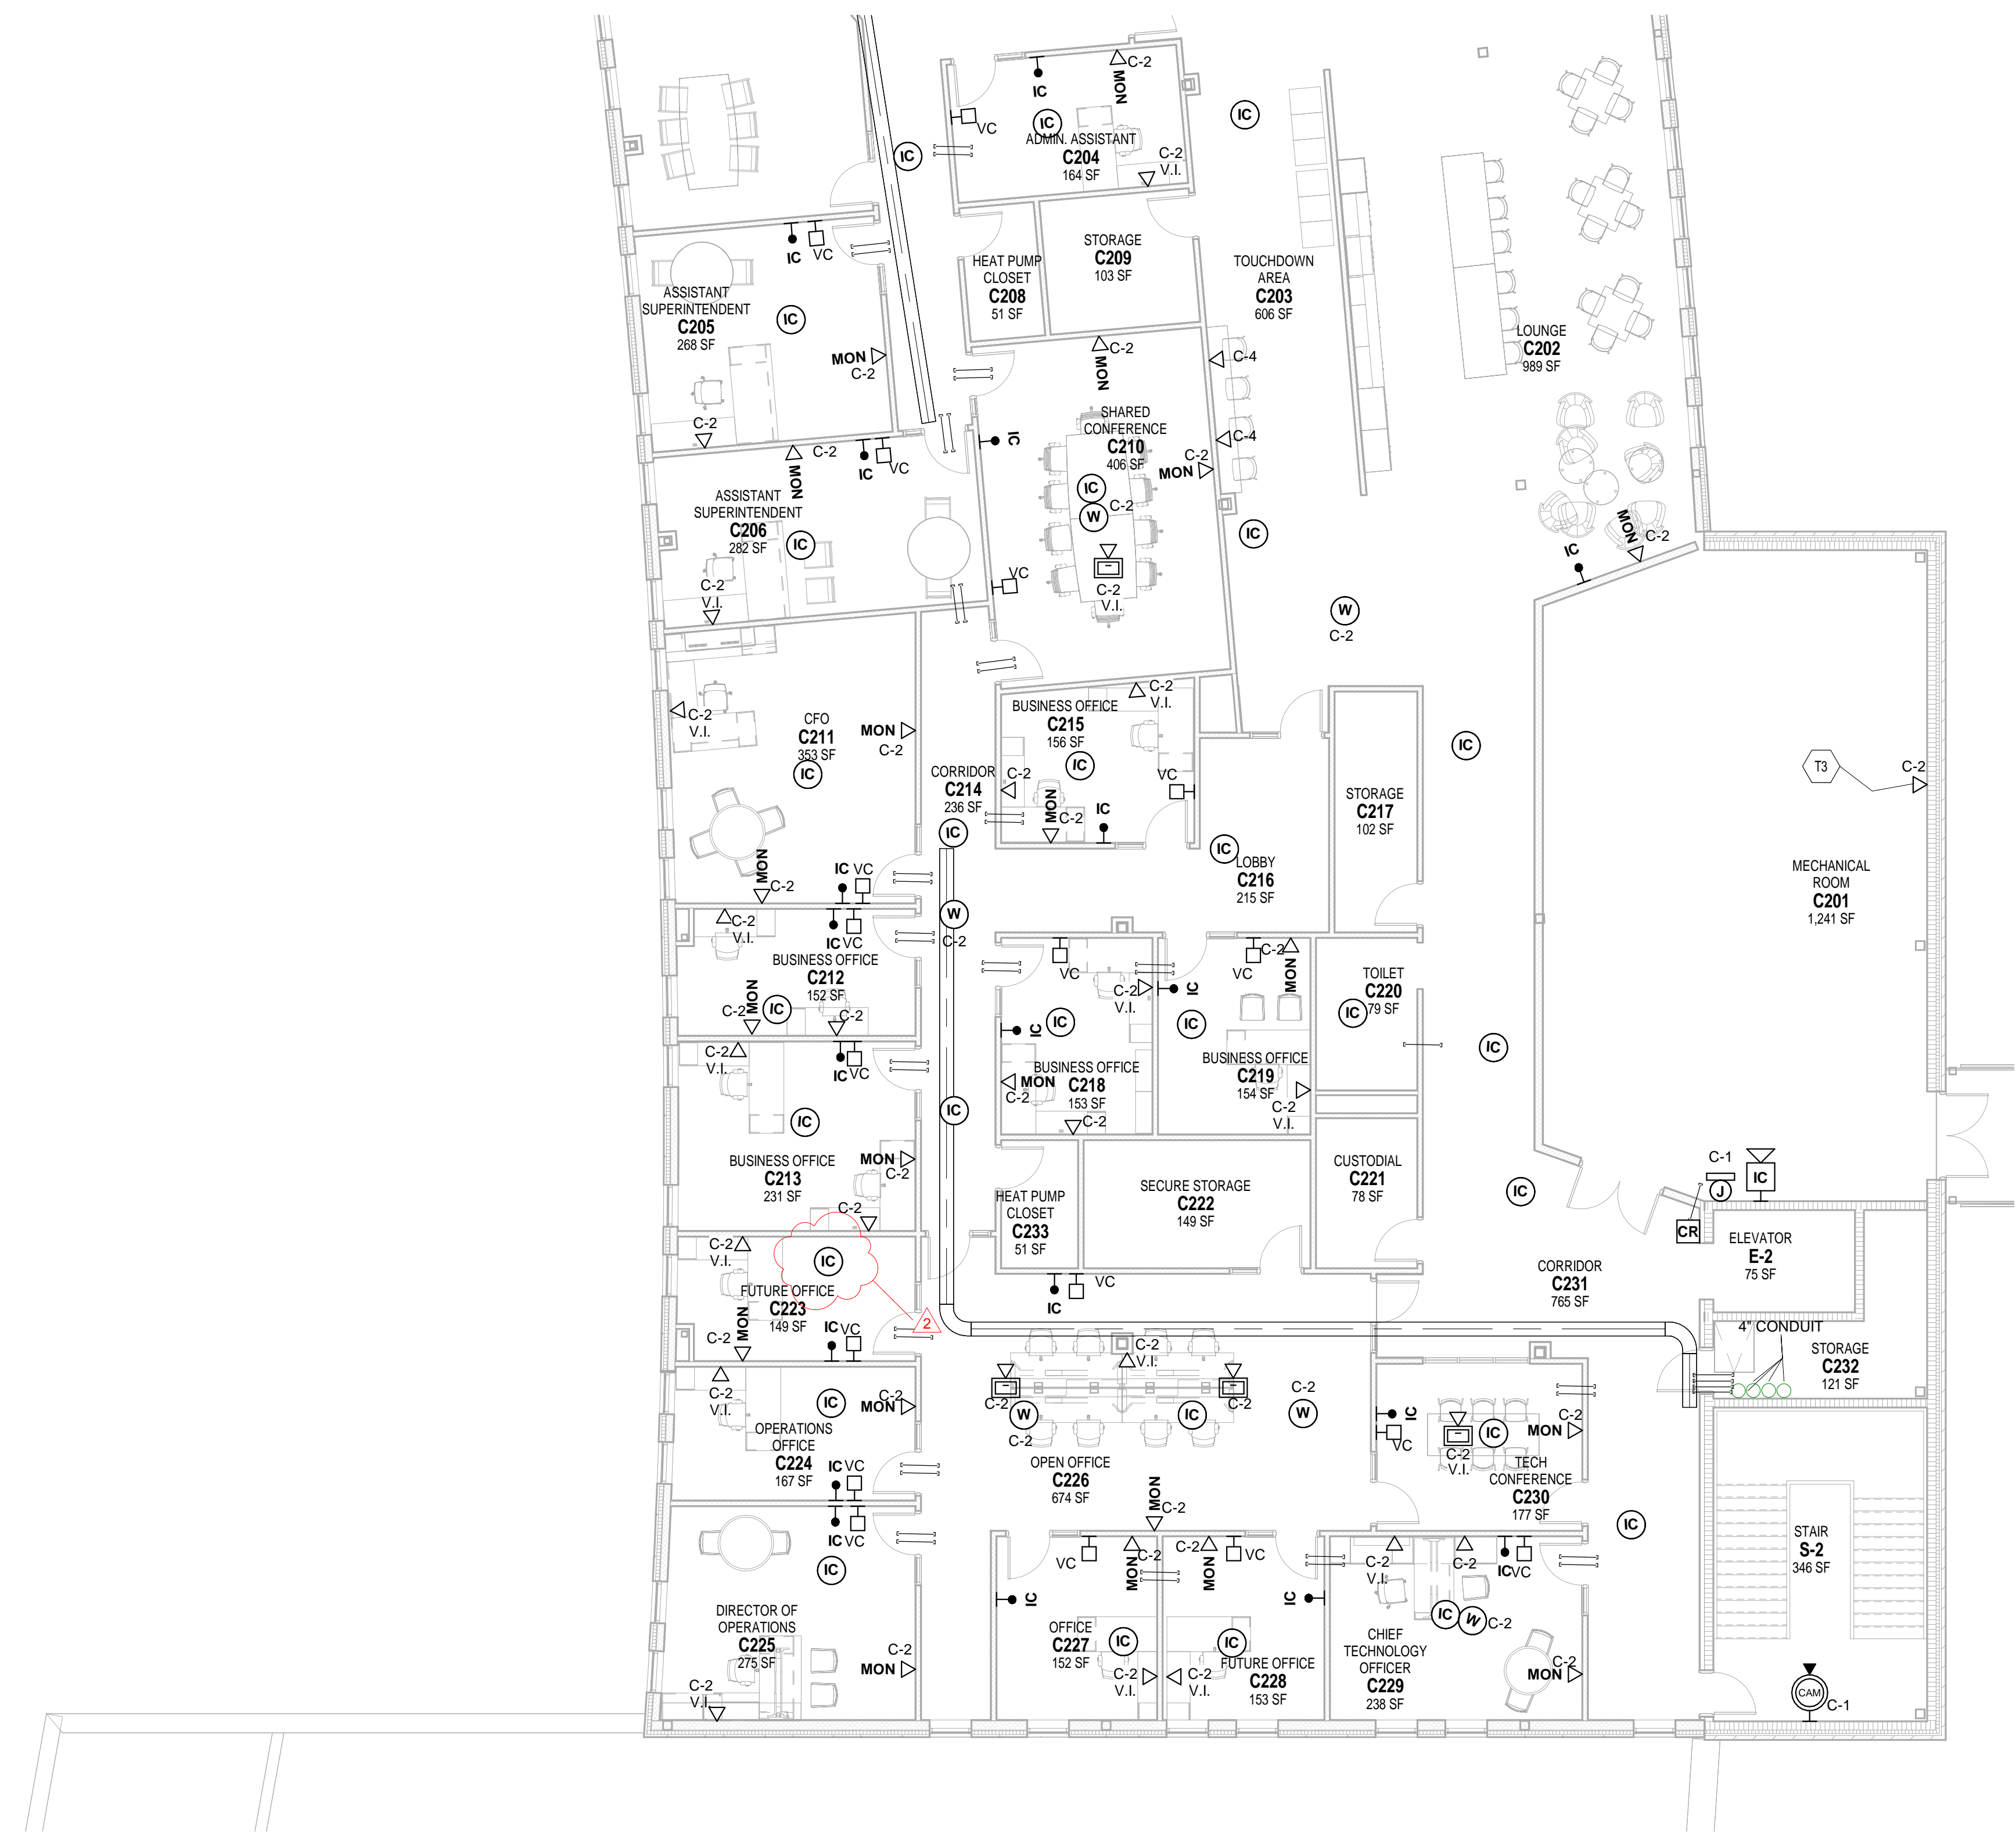 C-2
MON
IC
IC
VC
IC
IC
ADMIN. ASSISTANT
C204
164 SF
C-2
V.I.
IC
IC
VC
ASSISTANT
SUPERINTENDENT
C205
268 SF
IC
MON
C-2
C-2
HEAT PUMP
CLOSET
C208
51 SF
STORAGE
C209
103 SF
TOUCHDOWN
AREA
C203
606 SF
C-4
C-4
LOUNGE
C202
989 SF
MON
C-2
IC
C-2
MON
IC
VC
ASSISTANT
SUPERINTENDENT
C206
282 SF
IC
C-2
V.I.
C-2
MON
IC
SHARED
CONFERENCE
C210
406 SF
C-2
MON
IC
W
C-2
VC
C-2
V.I.
IC
W
C-2
CFO
C211
353 SF
IC
C-2
V.I.
MON
C-2
MON
C-2
IC
VC
BUSINESS OFFICE
C215
156 SF
C-2
V.I.
IC
C-2
MON
C-2
IC
VC
CORRIDOR
C214
236 SF
IC
W
C-2
IC
LOBBY
C216
215 SF
IC
STORAGE
C217
102 SF
IC
T3
C-2
MECHANICAL
ROOM
C201
1,241 SF
C-2
V.I.
IC
VC
BUSINESS OFFICE
C212
152 SF
MON
C-2
IC
C-2
VC
C-2
V.I.
IC
IC
BUSINESS OFFICE
C218
153 SF
MON
C-2
C-2
VC
C-2
MON
IC
IC
BUSINESS OFFICE
C219
154 SF
C-2
V.I.
TOILET
C220
79 SF
IC
IC
C-2
V.I.
IC
VC
IC
BUSINESS OFFICE
C213
231 SF
MON
C-2
C-2
HEAT PUMP
CLOSET
C233
51 SF
SECURE STORAGE
C222
149 SF
CUSTODIAL
C221
78 SF
IC
C-1
J
IC
CR
ELEVATOR
E-2
75 SF
CORRIDOR
C231
765 SF
C-2
V.I.
IC
FUTURE OFFICE
C223
149 SF
C-2
MON
IC
VC
2
IC
VC
4" CONDUIT
STORAGE
C232
121 SF
C-2
V.I.
IC
C-2
MON
OPERATIONS
OFFICE
C224
167 SF
IC
VC
C-2
V.I.
C-2
C-2
W
C-2
IC
C-2
W
OPEN OFFICE
C226
674 SF
MON
C-2
IC
VC
C-2
V.I.
IC
C-2
MON
TECH
CONFERENCE
C230
177 SF
IC
VC
IC
DIRECTOR OF
OPERATIONS
C225
275 SF
C-2
MON
C-2
V.I.
VC
MON
C-2
IC
OFFICE
C227
152 SF
IC
C-2
V.I.
C-2
MON
VC
IC
IC
FUTURE OFFICE
C228
153 SF
C-2
V.I.
C-2
V.I.
C-2
IC
VC
IC
W
C-2
CHIEF
TECHNOLOGY
OFFICER
C229
238 SF
C-2
MON
IC
STAIR
S-2
346 SF
CAM
C-1